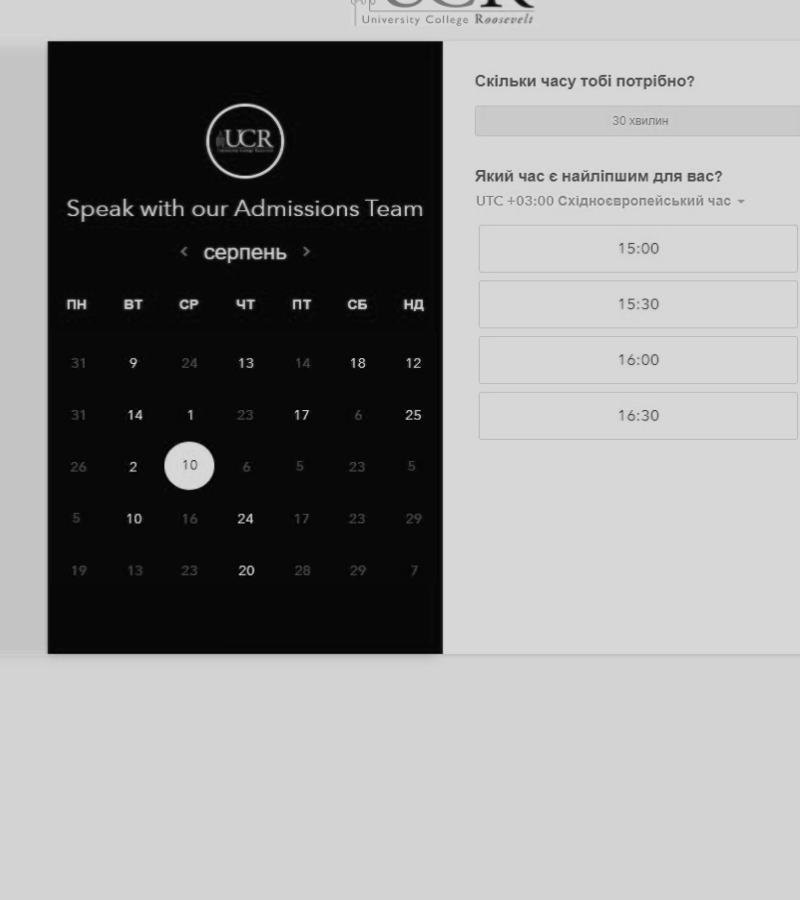 UCR
University College Roosevelt
UCR
Speak with our Admissions Team
серпень
ПН ВТ СР ЧТ ПТ СБ НД
31 9 24 13 14 18 12
31 14 1 23 17 6 25
26 2 10 6 5 23 5
5 10 16 24 17 23 29
19 13 23 20 28 29 7
Скільки часу тобі потрібно?
30 хвилин
Який час є найліпшим для вас?
UTC +03:00 Східноєвропейський час
15:00
15:30
16:00
16:30